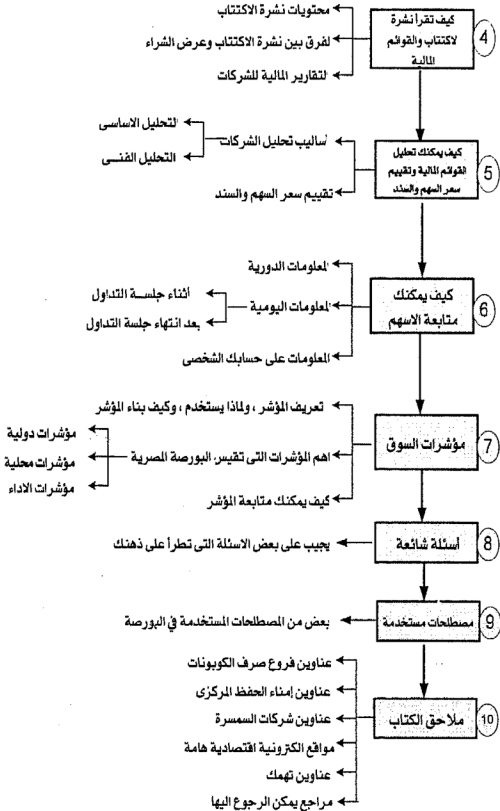 كيف تقرأ نشرة
لاكتتاب والقوائم
المالية
4
محتويات نشرة الاكتتاب
لفرق بين نشرة الاكتتاب وعرض الشراء
التقارير المالية للشركات
كيف يمكنك تحليل
القوائم المالية وتقييم
سعر السهم والسند
5
أساليب تحليل الشركات
التحليل الاساسى
التحليل الفنى
تقييم سعر السهم والسند
كيف يمكنك
متابعة الاسهم
6
المعلومات الدورية
المعلومات اليومية
أثناء جلسة التداول
بعد انتهاء جلسة التداول
المعلومات على حسابك الشخصى
مؤشرات السوق
7
تعريف المؤشر ، ولماذا يستخدم ، وكيف بناء المؤشر
اهم المؤشرات التى تقيس البورصة المصرية
مؤشرات دولية
مؤشرات محلية
مؤشرات الاداء
كيف يمكنك متابعة المؤشر
أسئلة شائعة
8
يجيب على بعض الاسئلة التى تطرأ على ذهنك
مصطلحات مستخدمة
9
بعض من المصطلحات المستخدمة في البورصة
ملاحق الكتاب
10
عناوين فروع صرف الكوبونات
عناوين إمناء الحفظ المركزى
عناوين شركات السمسرة
مواقع الكترونية اقتصادية هامة
عناوين تهمك
مراجع يمكن الرجوع اليها